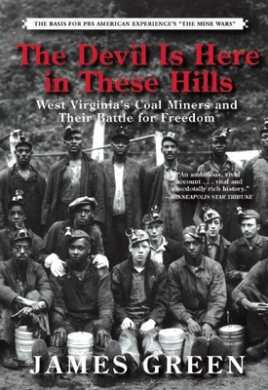 THE BASIS FOR PBS AMERICAN EXPERIENCE'S "THE MINE WARS"
The Devil Is Here
in These Hills
West Virginia's Coal Miners and
Their Battle for Freedom
"An ambitious, vivid
account . . . vital and
anecdotally rich history."
—MINNEAPOLIS STAR TRIBUNE
JAMES GREEN